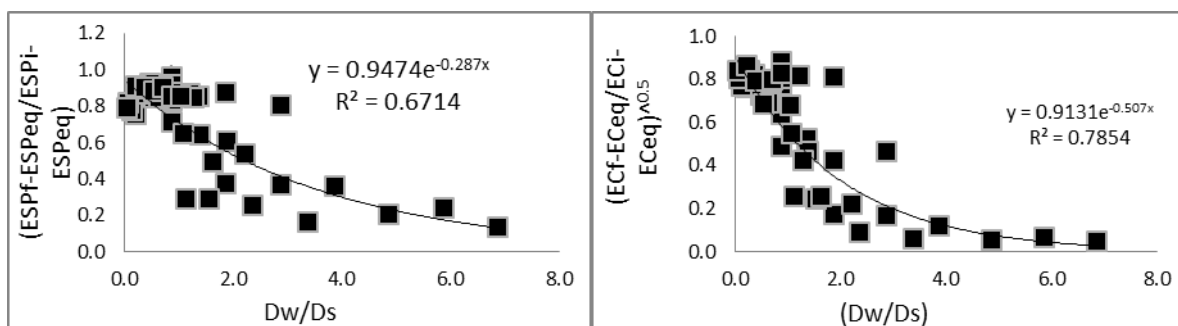 (ESPf-ESPeq/ESPi-
ESPeq)
1.2
1.0
0.8
0.6
0.4
0.2
0.0
y = 0.9474e^-0.287x
R² = 0.6714
0.0 2.0 4.0 6.0 8.0
Dw/Ds
(ECf-ECeq/ECi-
ECeq)^0.5
1.0
0.8
0.6
0.4
0.2
0.0
y = 0.9131e^-0.507x
R² = 0.7854
0.0 2.0 4.0 6.0 8.0
(Dw/Ds)